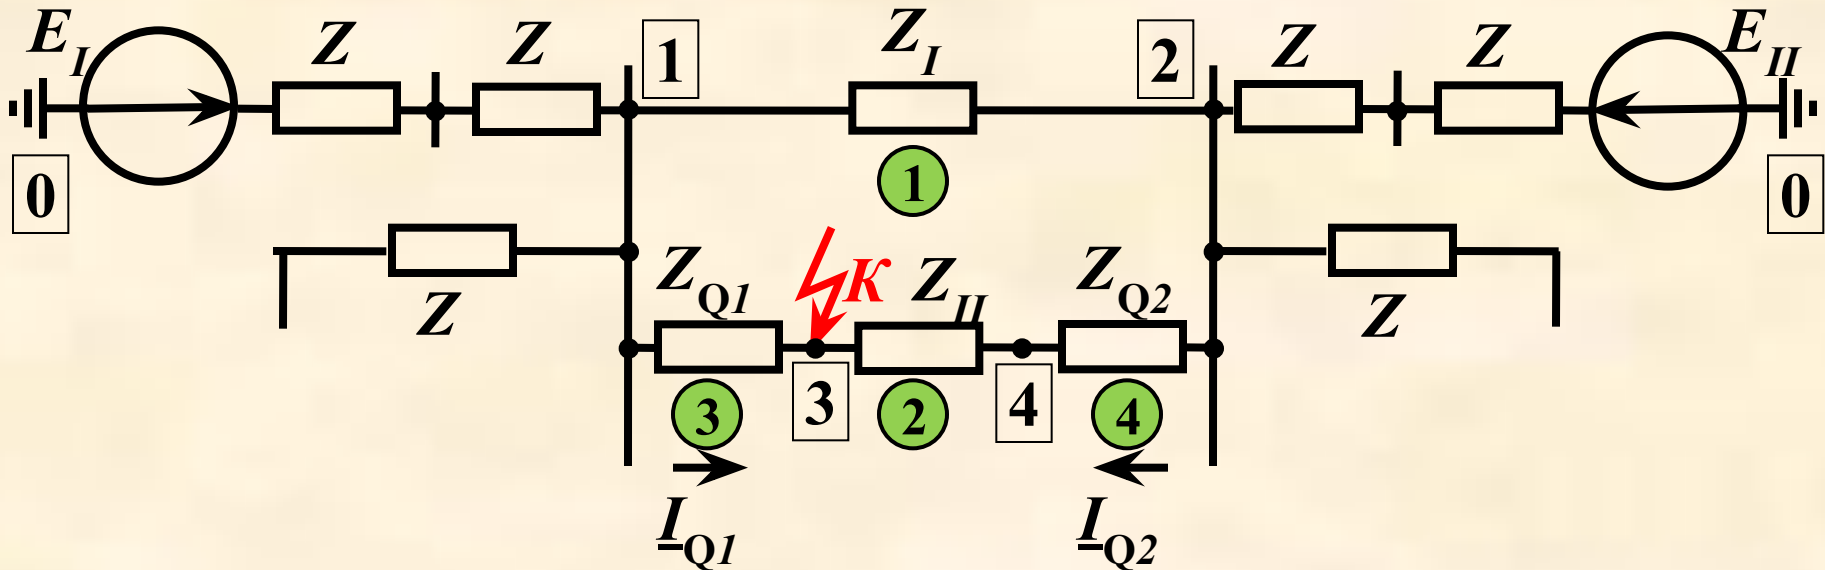 E_I Z Z 1 Z_I 2 Z Z E_II
0 1 0
Z Z_Q1 К Z_II Z_Q2 Z
3 3 2 4 4
I_Q1 I_Q2